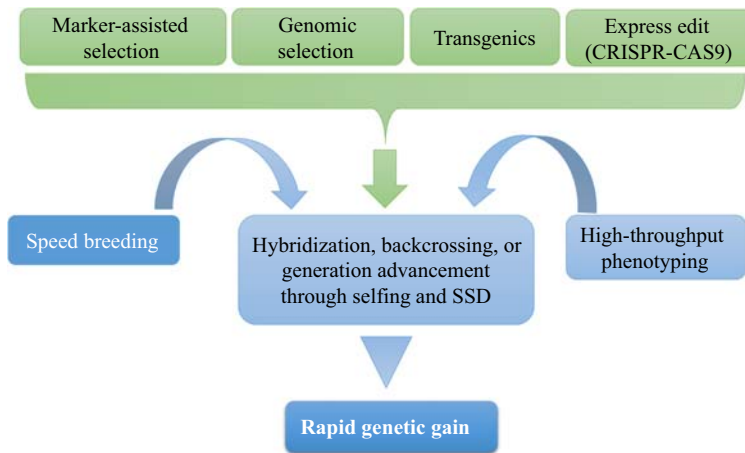 Marker-assisted
selection
Genomic
selection
Transgenics
Express edit
(CRISPR-CAS9)
Speed breeding
Hybridization, backcrossing, or
generation advancement
through selfing and SSD
High-throughput
phenotyping
Rapid genetic gain